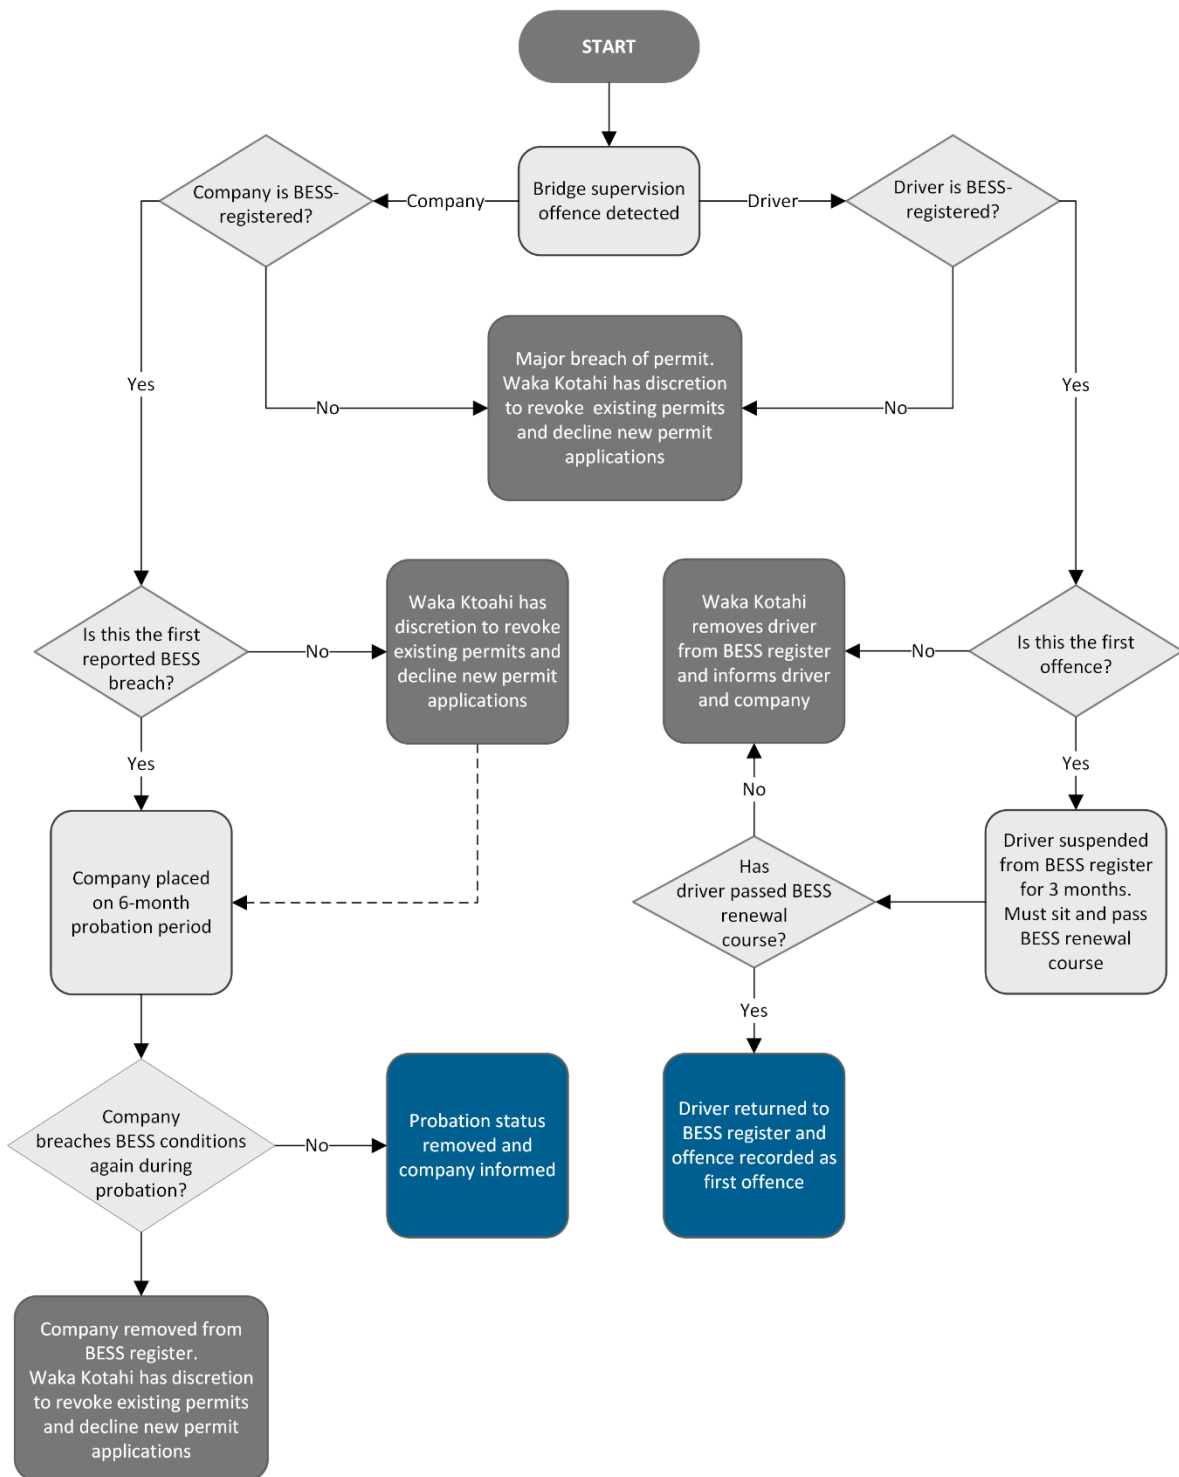 START
Company is BESS-
registered?
Company
Bridge supervision
offence detected
Driver
Driver is BESS-
registered?
Major breach of permit.
Waka Kotahi has discretion
to revoke  existing permits
and decline new permit
applications
Yes
No
No
Yes
Is this the first
reported BESS
breach?
No
Waka Ktoahi has
discretion to revoke
existing permits and
decline new permit
applications
Waka Kotahi
removes driver
from BESS register
and informs driver
and company
No
Is this the first
offence?
Yes
Yes
No
Company placed
on 6-month
probation period
Has
driver passed BESS
renewal
course?
Driver suspended
from BESS register
for 3 months.
Must sit and pass
BESS renewal
course
Yes
Company
breaches BESS conditions
again during
probation?
No
Probation status
removed and
company informed
Driver returned to
BESS register and
offence recorded as
first offence
Company removed from
BESS register.
Waka Kotahi has discretion
to revoke existing permits
and decline new permit
applications